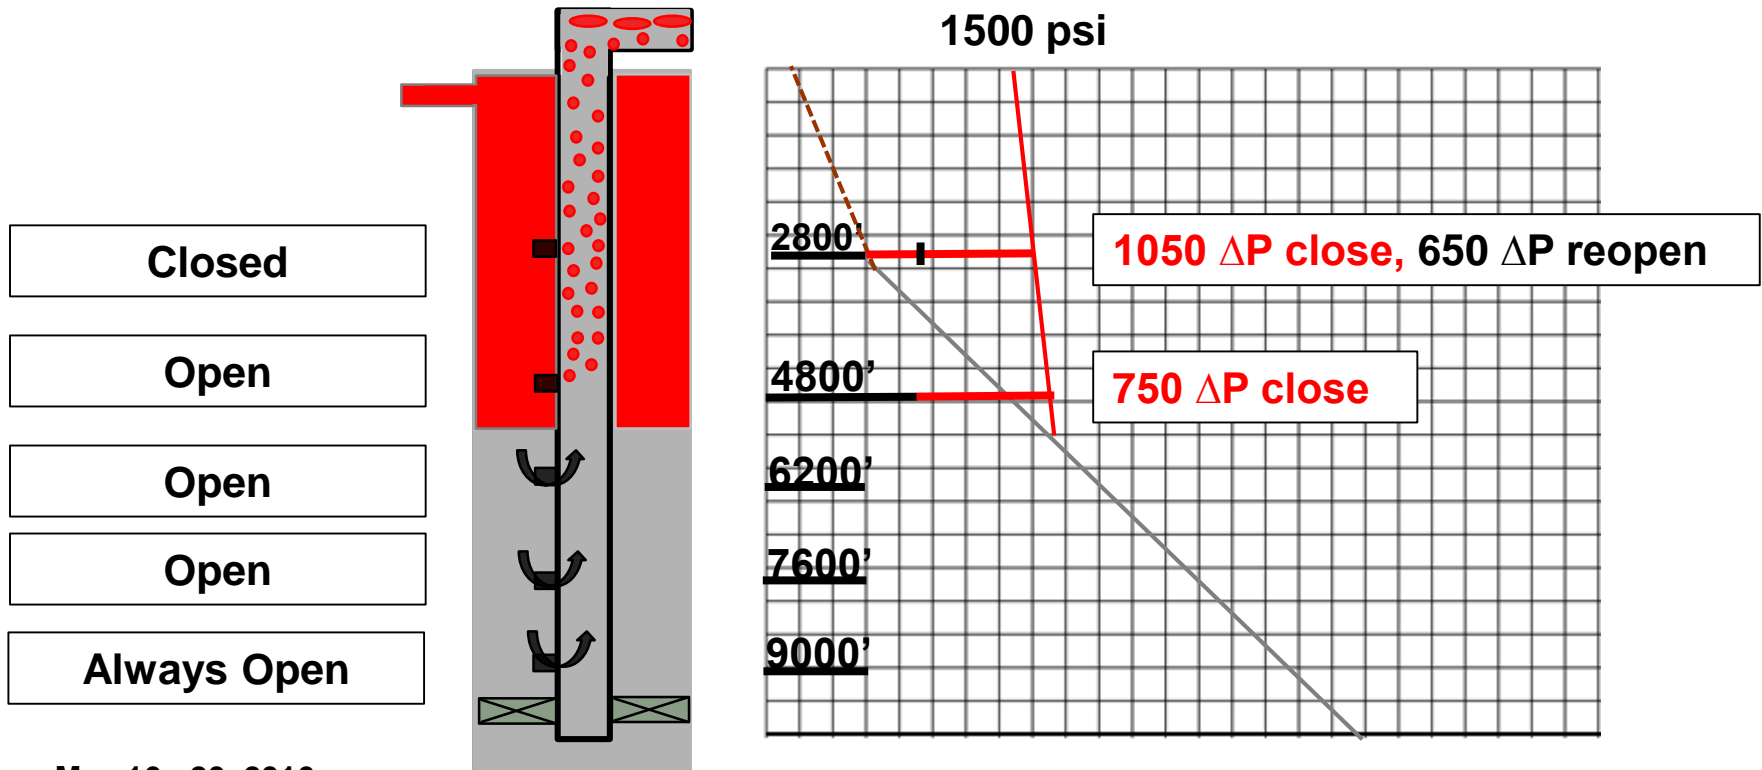 1500 psi
2800’
Closed
1050 ΔP close, 650 ΔP reopen
Open
4800’
750 ΔP close
Open
6200’
Open
7600’
Always Open
9000’